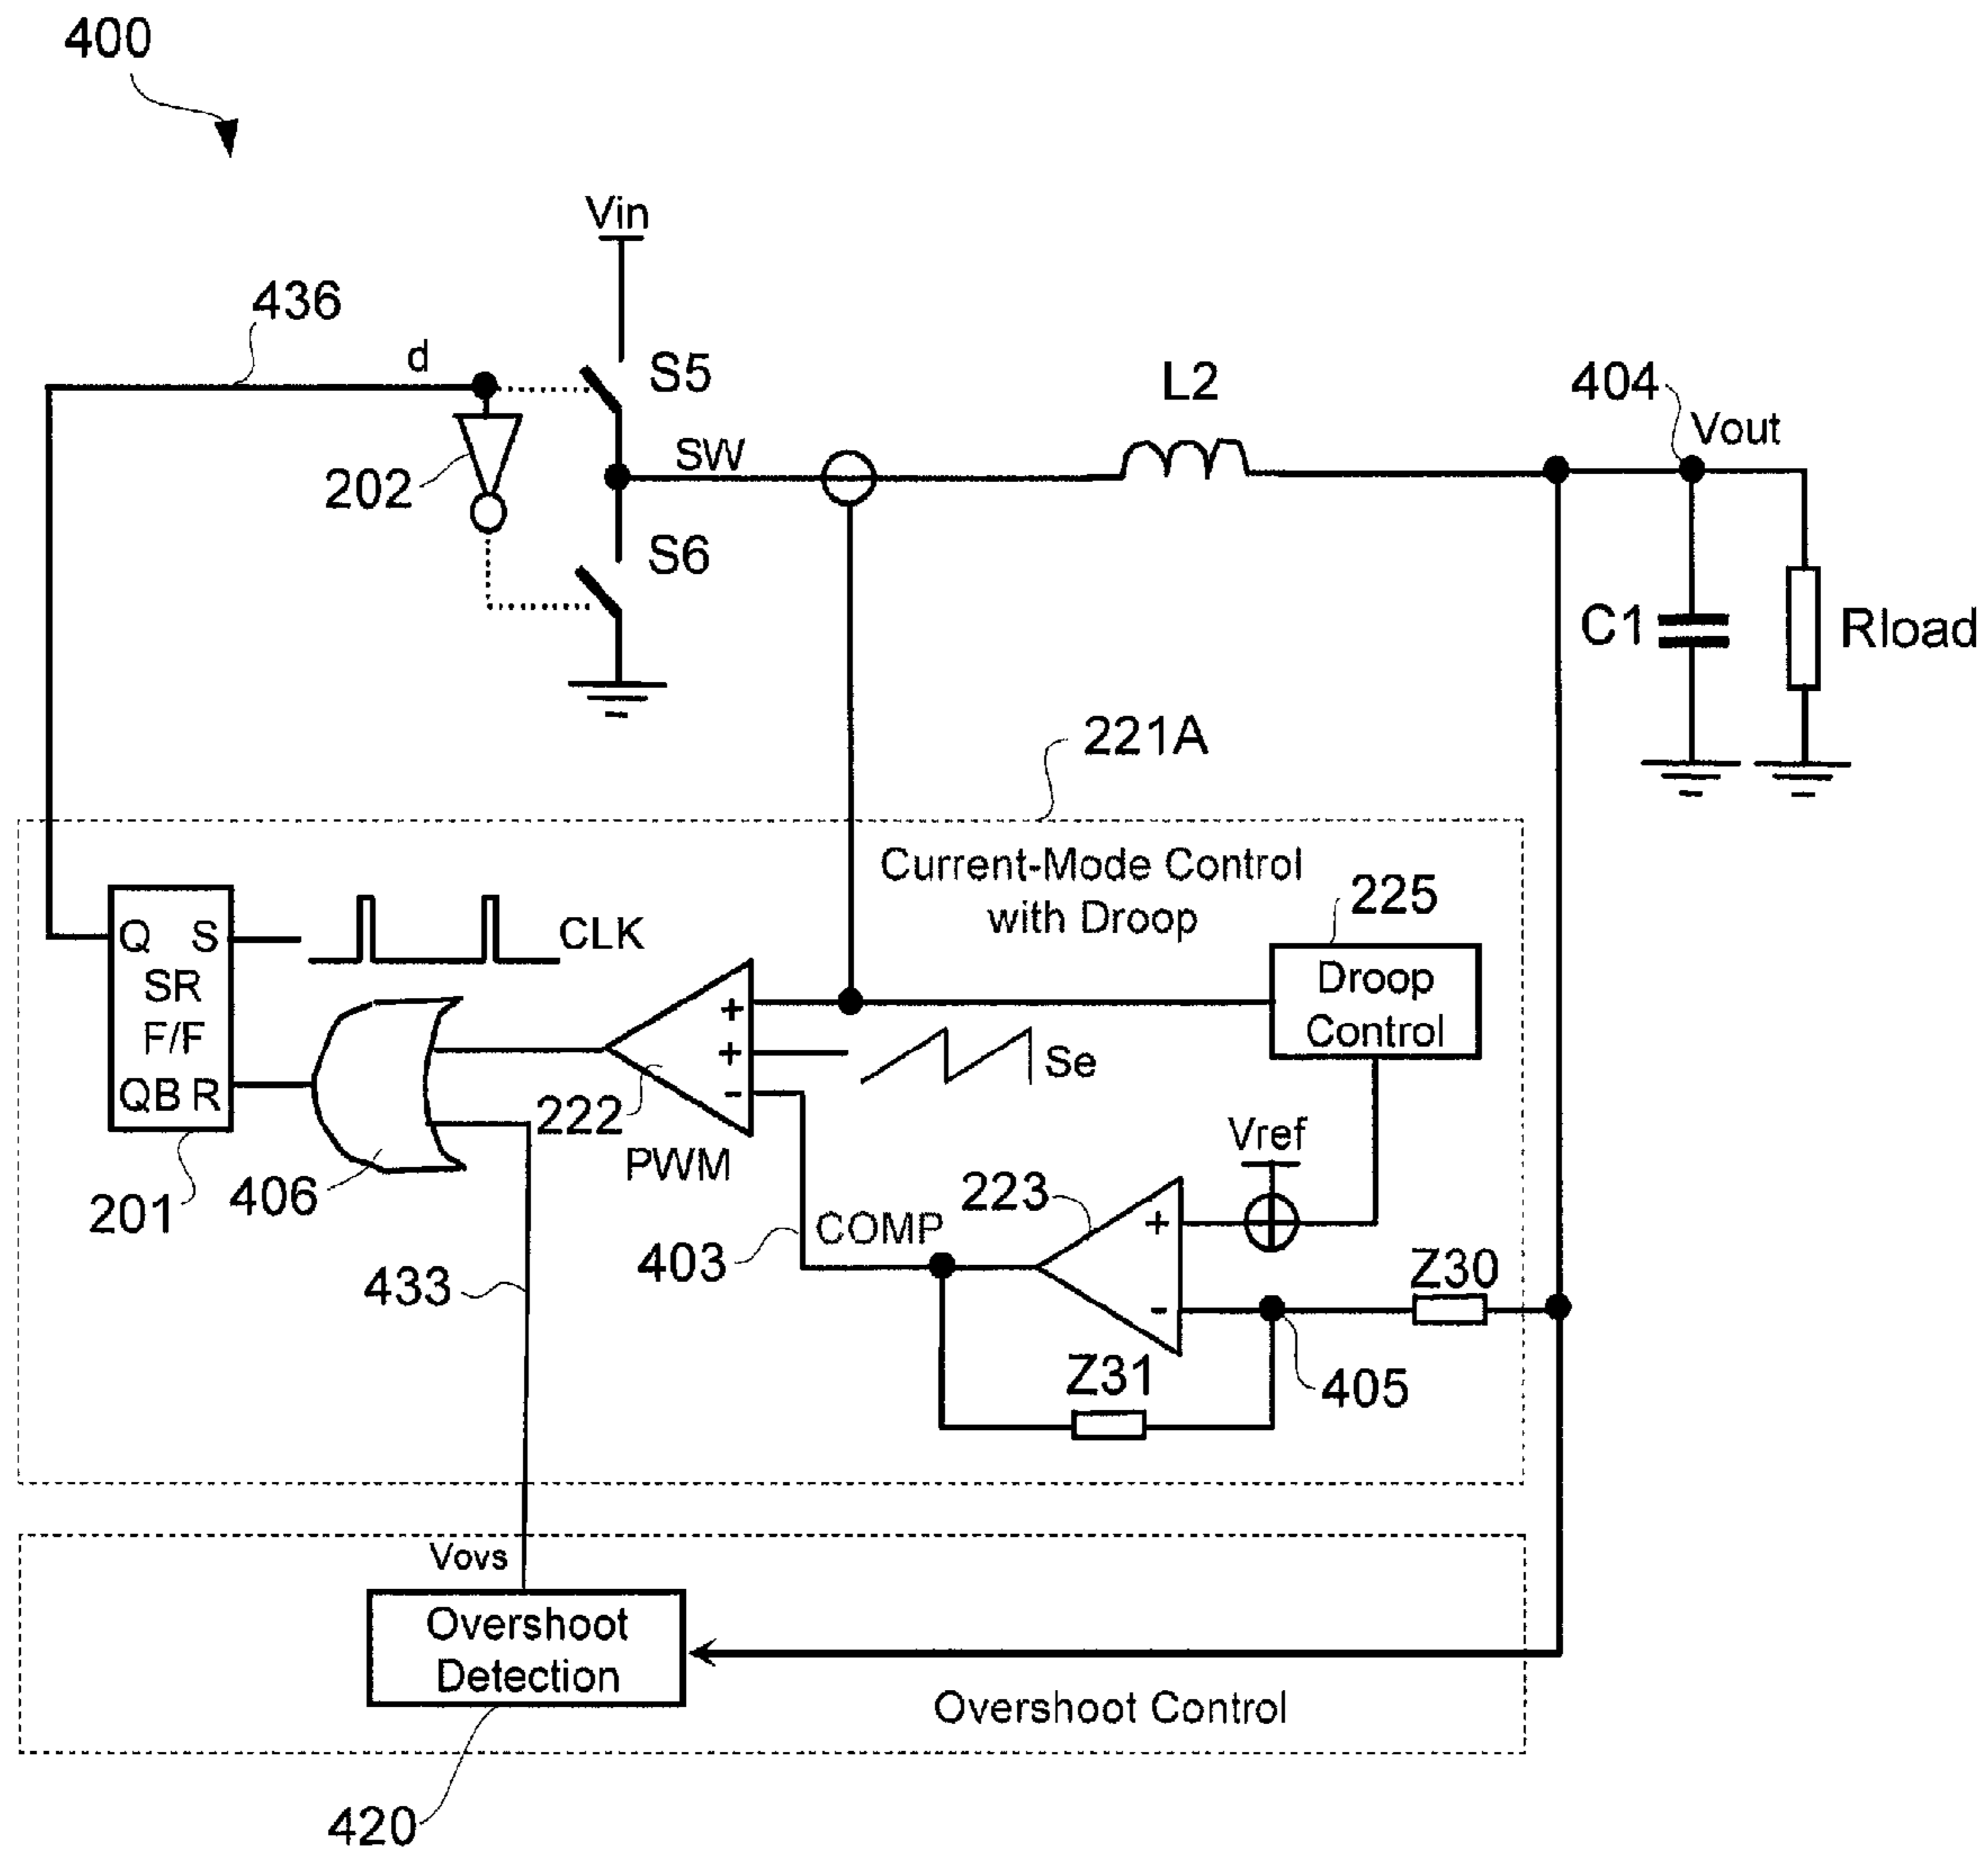 400
Vin
436
d
S5
L2
404
Vout
SW
202
S6
C1
Rload
221A
Current-Mode Control
with Droop
225
Q S
CLK
SR
F/F
QB R
+
+
-
Droop
Control
Se
222
PWM
Vref
201
406
223
+
-
COMP
403
433
Z30
Z31
405
Vovs
Overshoot
Detection
Overshoot Control
420